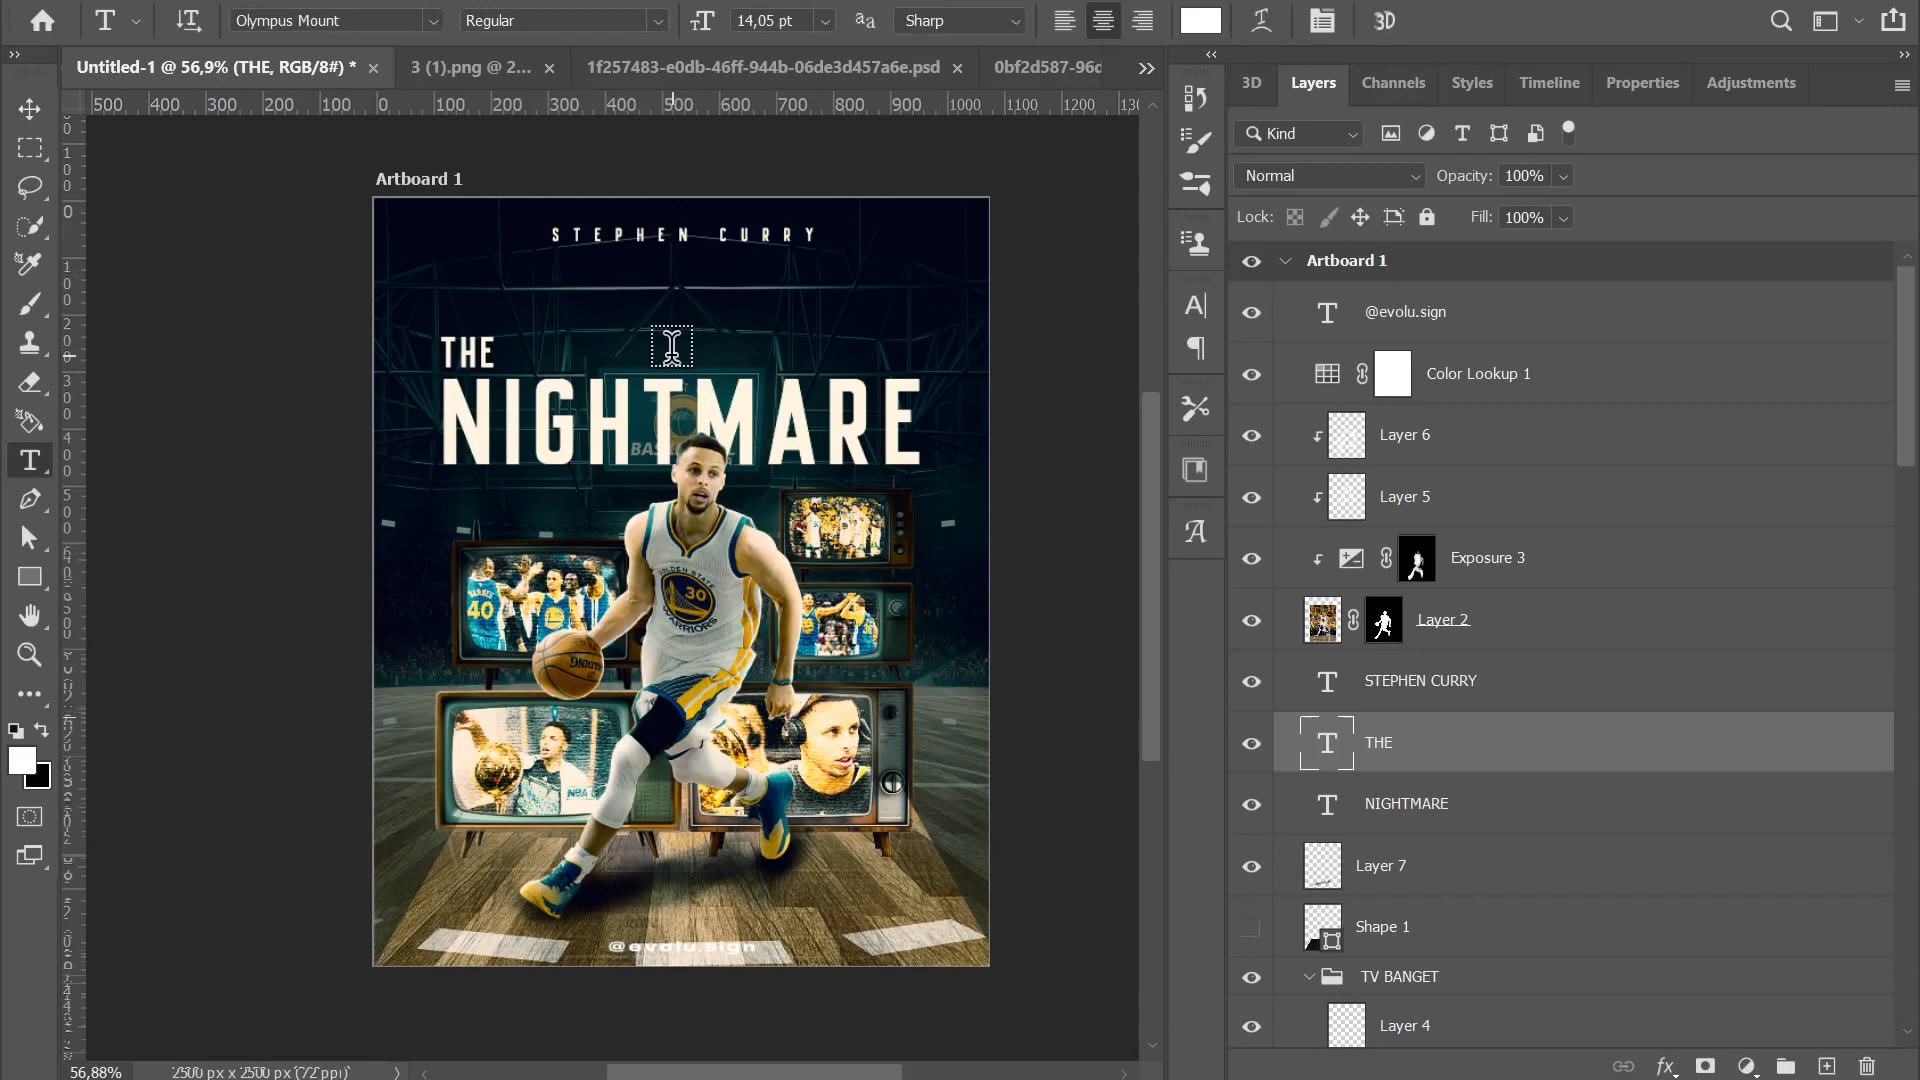 Olympus Mount
Regular
14,05 pt
aa
Sharp
3D
Untitled-1 @ 56,9% (THE, RGB/8#) *
3 (1).png @ 2...
1f257483-e0db-46ff-944b-06de3d457a6e.psd
0bf2d587-96c
500 400 300 200 100 0 100 200 300 400 500 600 700 800 900 1000 1100 1200
3D
Layers
Channels
Styles
Timeline
Properties
Adjustments
Kind
Normal
Opacity: 100%
Lock:
Fill: 100%
Artboard 1
STEPHEN CURRY
THE
NIGHTMARE
40
GOLDEN STATE
30
WARRIORS
@evolu.sign
Artboard 1
@evolu.sign
Color Lookup 1
Layer 6
Layer 5
Exposure 3
Layer 2
STEPHEN CURRY
THE
NIGHTMARE
Layer 7
Shape 1
TV BANGET
Layer 4
fx
56,88%
2500 px x 2500 px (72 ppi)